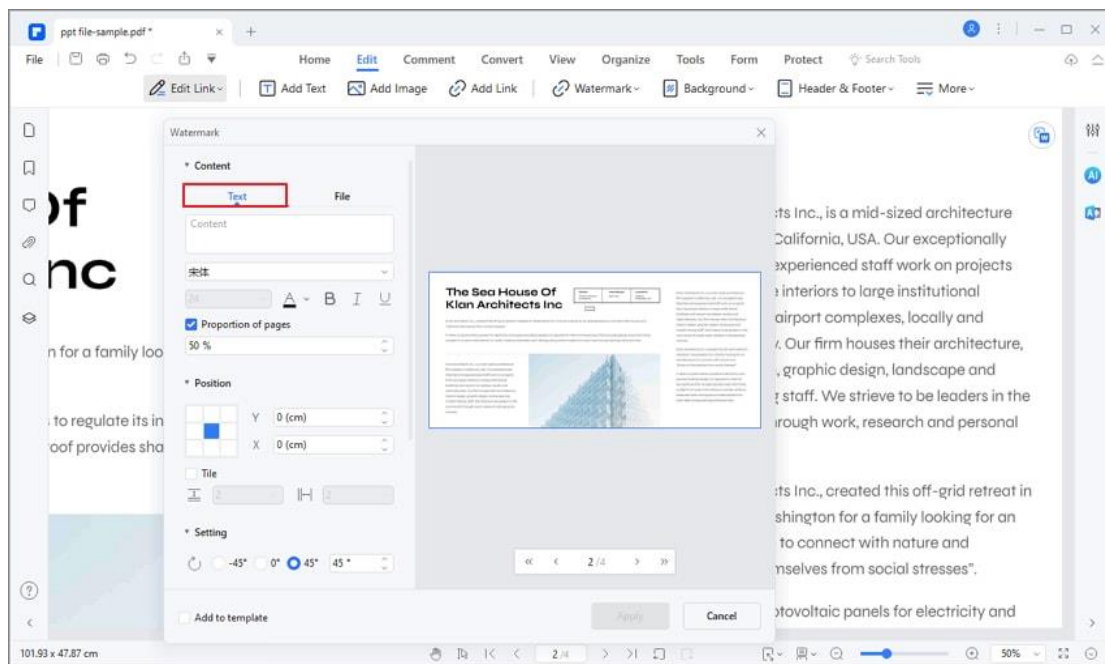 ppt file-sample.pdf *
File
Home Edit Comment Convert View Organize Tools Form Protect Search Tools
Edit Link Add Text Add Image Add Link Watermark Background Header & Footer More
Watermark
Content
Text File
Content
宋体
24
A B I U
Proportion of pages
50 %
Position
Y 0 (cm)
X 0 (cm)
Tile
2 2
Setting
-45° 0° 45° 45 °
Add to template
The Sea House Of
Klan Architects Inc
2 /4
Apply Cancel
Of
nc
n for a family loo
to regulate its in
oof provides sha
ts Inc., is a mid-sized architecture
California, USA. Our exceptionally
experienced staff work on projects
interiors to large institutional
airport complexes, locally and
. Our firm houses their architecture,
, graphic design, landscape and
g staff. We strieve to be leaders in the
rough work, research and personal
ts Inc., created this off-grid retreat in
shington for a family looking for an
to connect with nature and
mselves from social stresses".
otovoltaic panels for electricity and
W
AI
?
101.93 x 47.87 cm
2 /4
50%